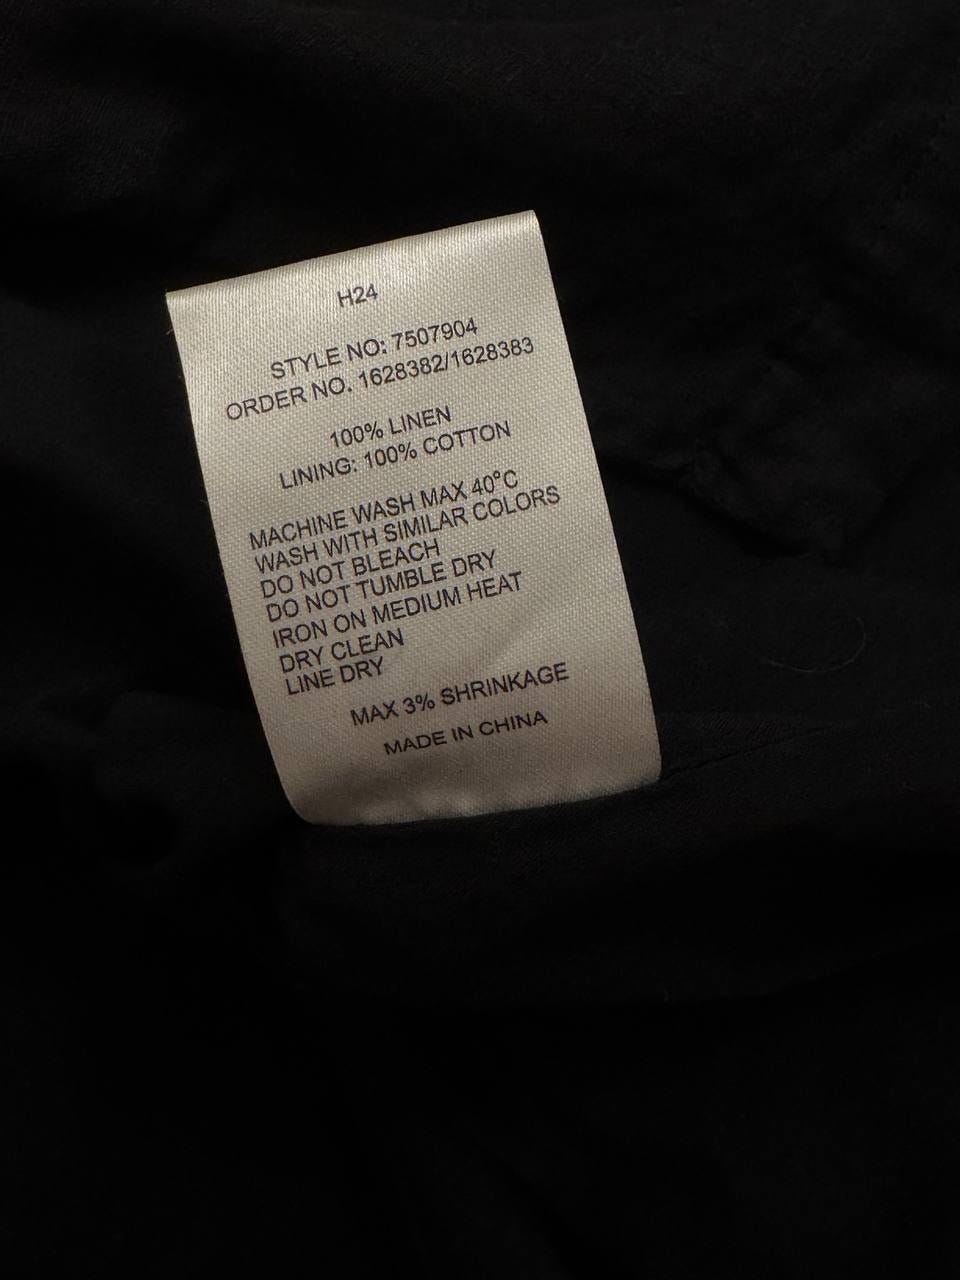 H24
STYLE NO: 7507904
ORDER NO. 1628382/1628383
100% LINEN
LINING: 100% COTTON
MACHINE WASH MAX 40°C
WASH WITH SIMILAR COLORS
DO NOT BLEACH
DO NOT TUMBLE DRY
IRON ON MEDIUM HEAT
DRY CLEAN
LINE DRY
MAX 3% SHRINKAGE
MADE IN CHINA